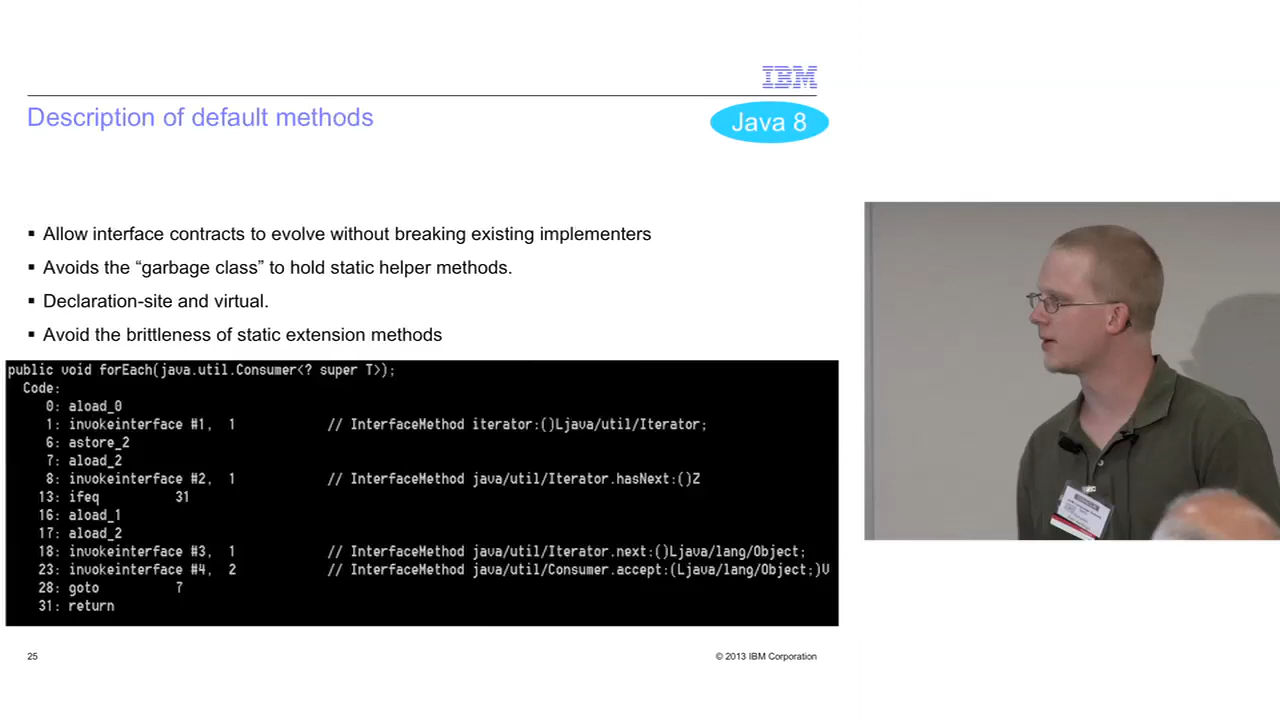 IBM
Description of default methods
Java 8
▪ Allow interface contracts to evolve without breaking existing implementers
▪ Avoids the “garbage class” to hold static helper methods.
▪ Declaration-site and virtual.
▪ Avoid the brittleness of static extension methods
public void forEach(java.util.Consumer<? super T>);
Code:
0: aload_0
1: invokeinterface #1, 1 // InterfaceMethod iterator:()Ljava/util/Iterator;
6: astore_2
7: aload_2
8: invokeinterface #2, 1 // InterfaceMethod java/util/Iterator.hasNext:()Z
13: ifeq 31
16: aload_1
17: aload_2
18: invokeinterface #3, 1 // InterfaceMethod java/util/Iterator.next:()Ljava/lang/Object;
23: invokeinterface #4, 2 // InterfaceMethod java/util/Consumer.accept:(Ljava/lang/Object;)V
28: goto 7
31: return
25
© 2013 IBM Corporation